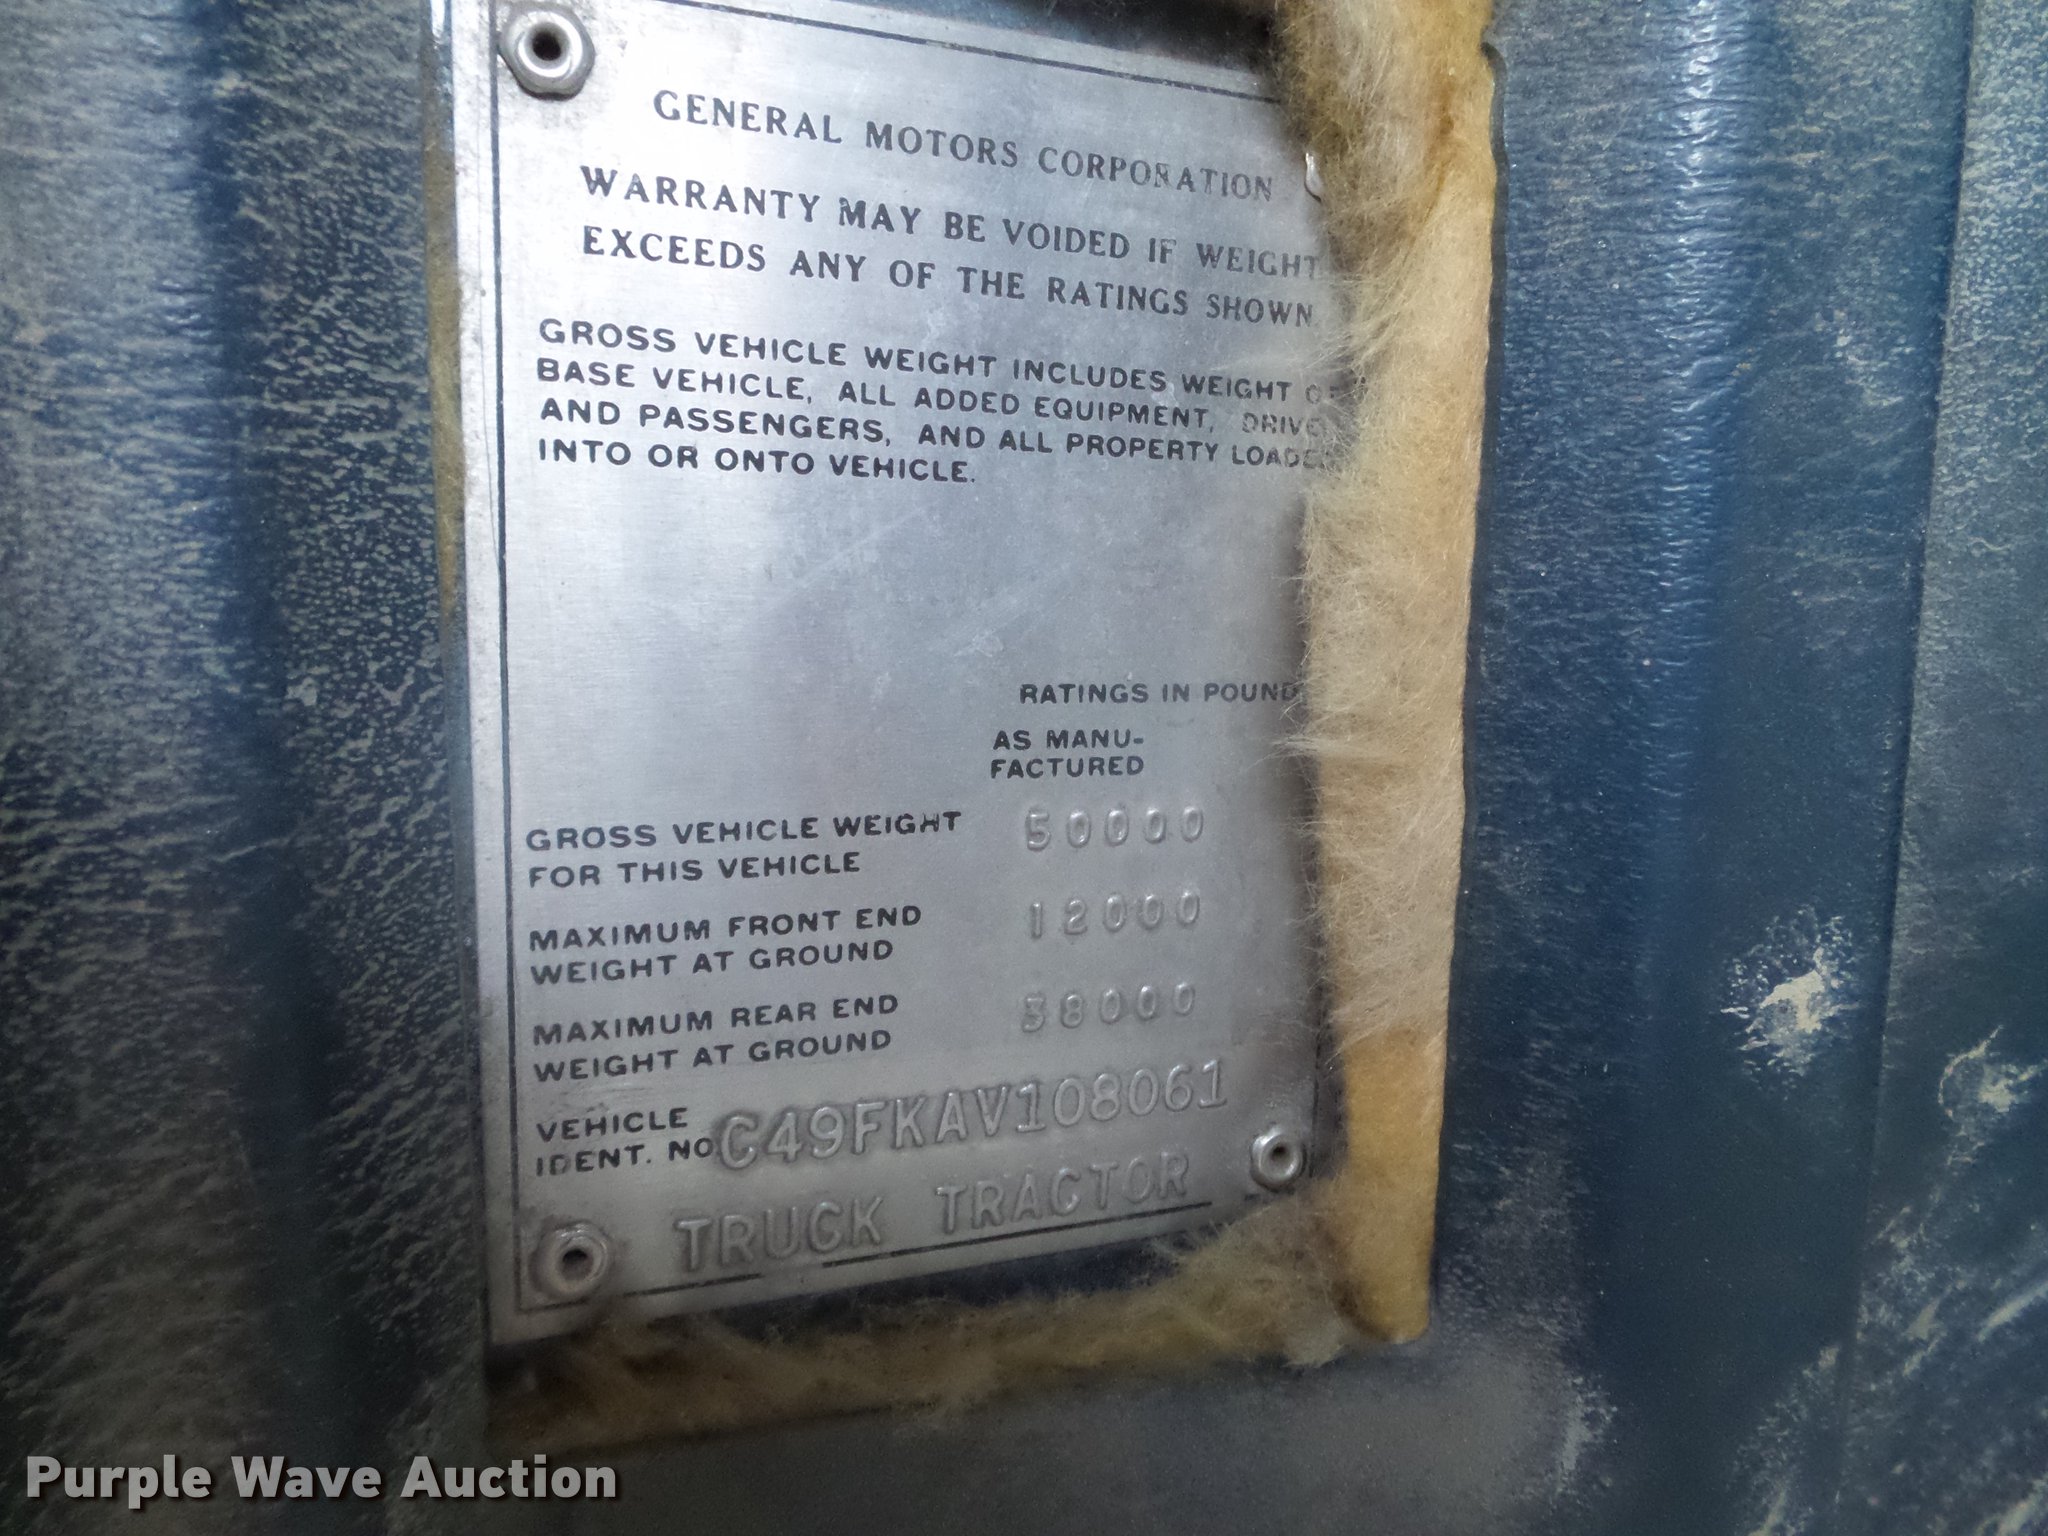 GENERAL MOTORS CORPORATION
WARRANTY MAY BE VOIDED IF WEIGHT
EXCEEDS ANY OF THE RATINGS SHOWN.
GROSS VEHICLE WEIGHT INCLUDES WEIGHT OF
BASE VEHICLE, ALL ADDED EQUIPMENT, DRIVE
AND PASSENGERS, AND ALL PROPERTY LOADE
INTO OR ONTO VEHICLE.
RATINGS IN POUND
AS MANU-
FACTURED
GROSS VEHICLE WEIGHT 50000
FOR THIS VEHICLE
MAXIMUM FRONT END 12000
WEIGHT AT GROUND
MAXIMUM REAR END 38000
WEIGHT AT GROUND
VEHICLE
IDENT. NO. C49FKAV108061
TRUCK TRACTOR
Purple Wave Auction